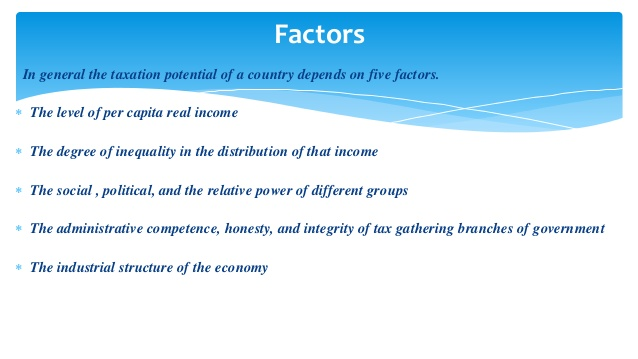 Factors
In general the taxation potential of a country depends on five factors.
* The level of per capita real income
* The degree of inequality in the distribution of that income
* The social , political, and the relative power of different groups
* The administrative competence, honesty, and integrity of tax gathering branches of government
* The industrial structure of the economy